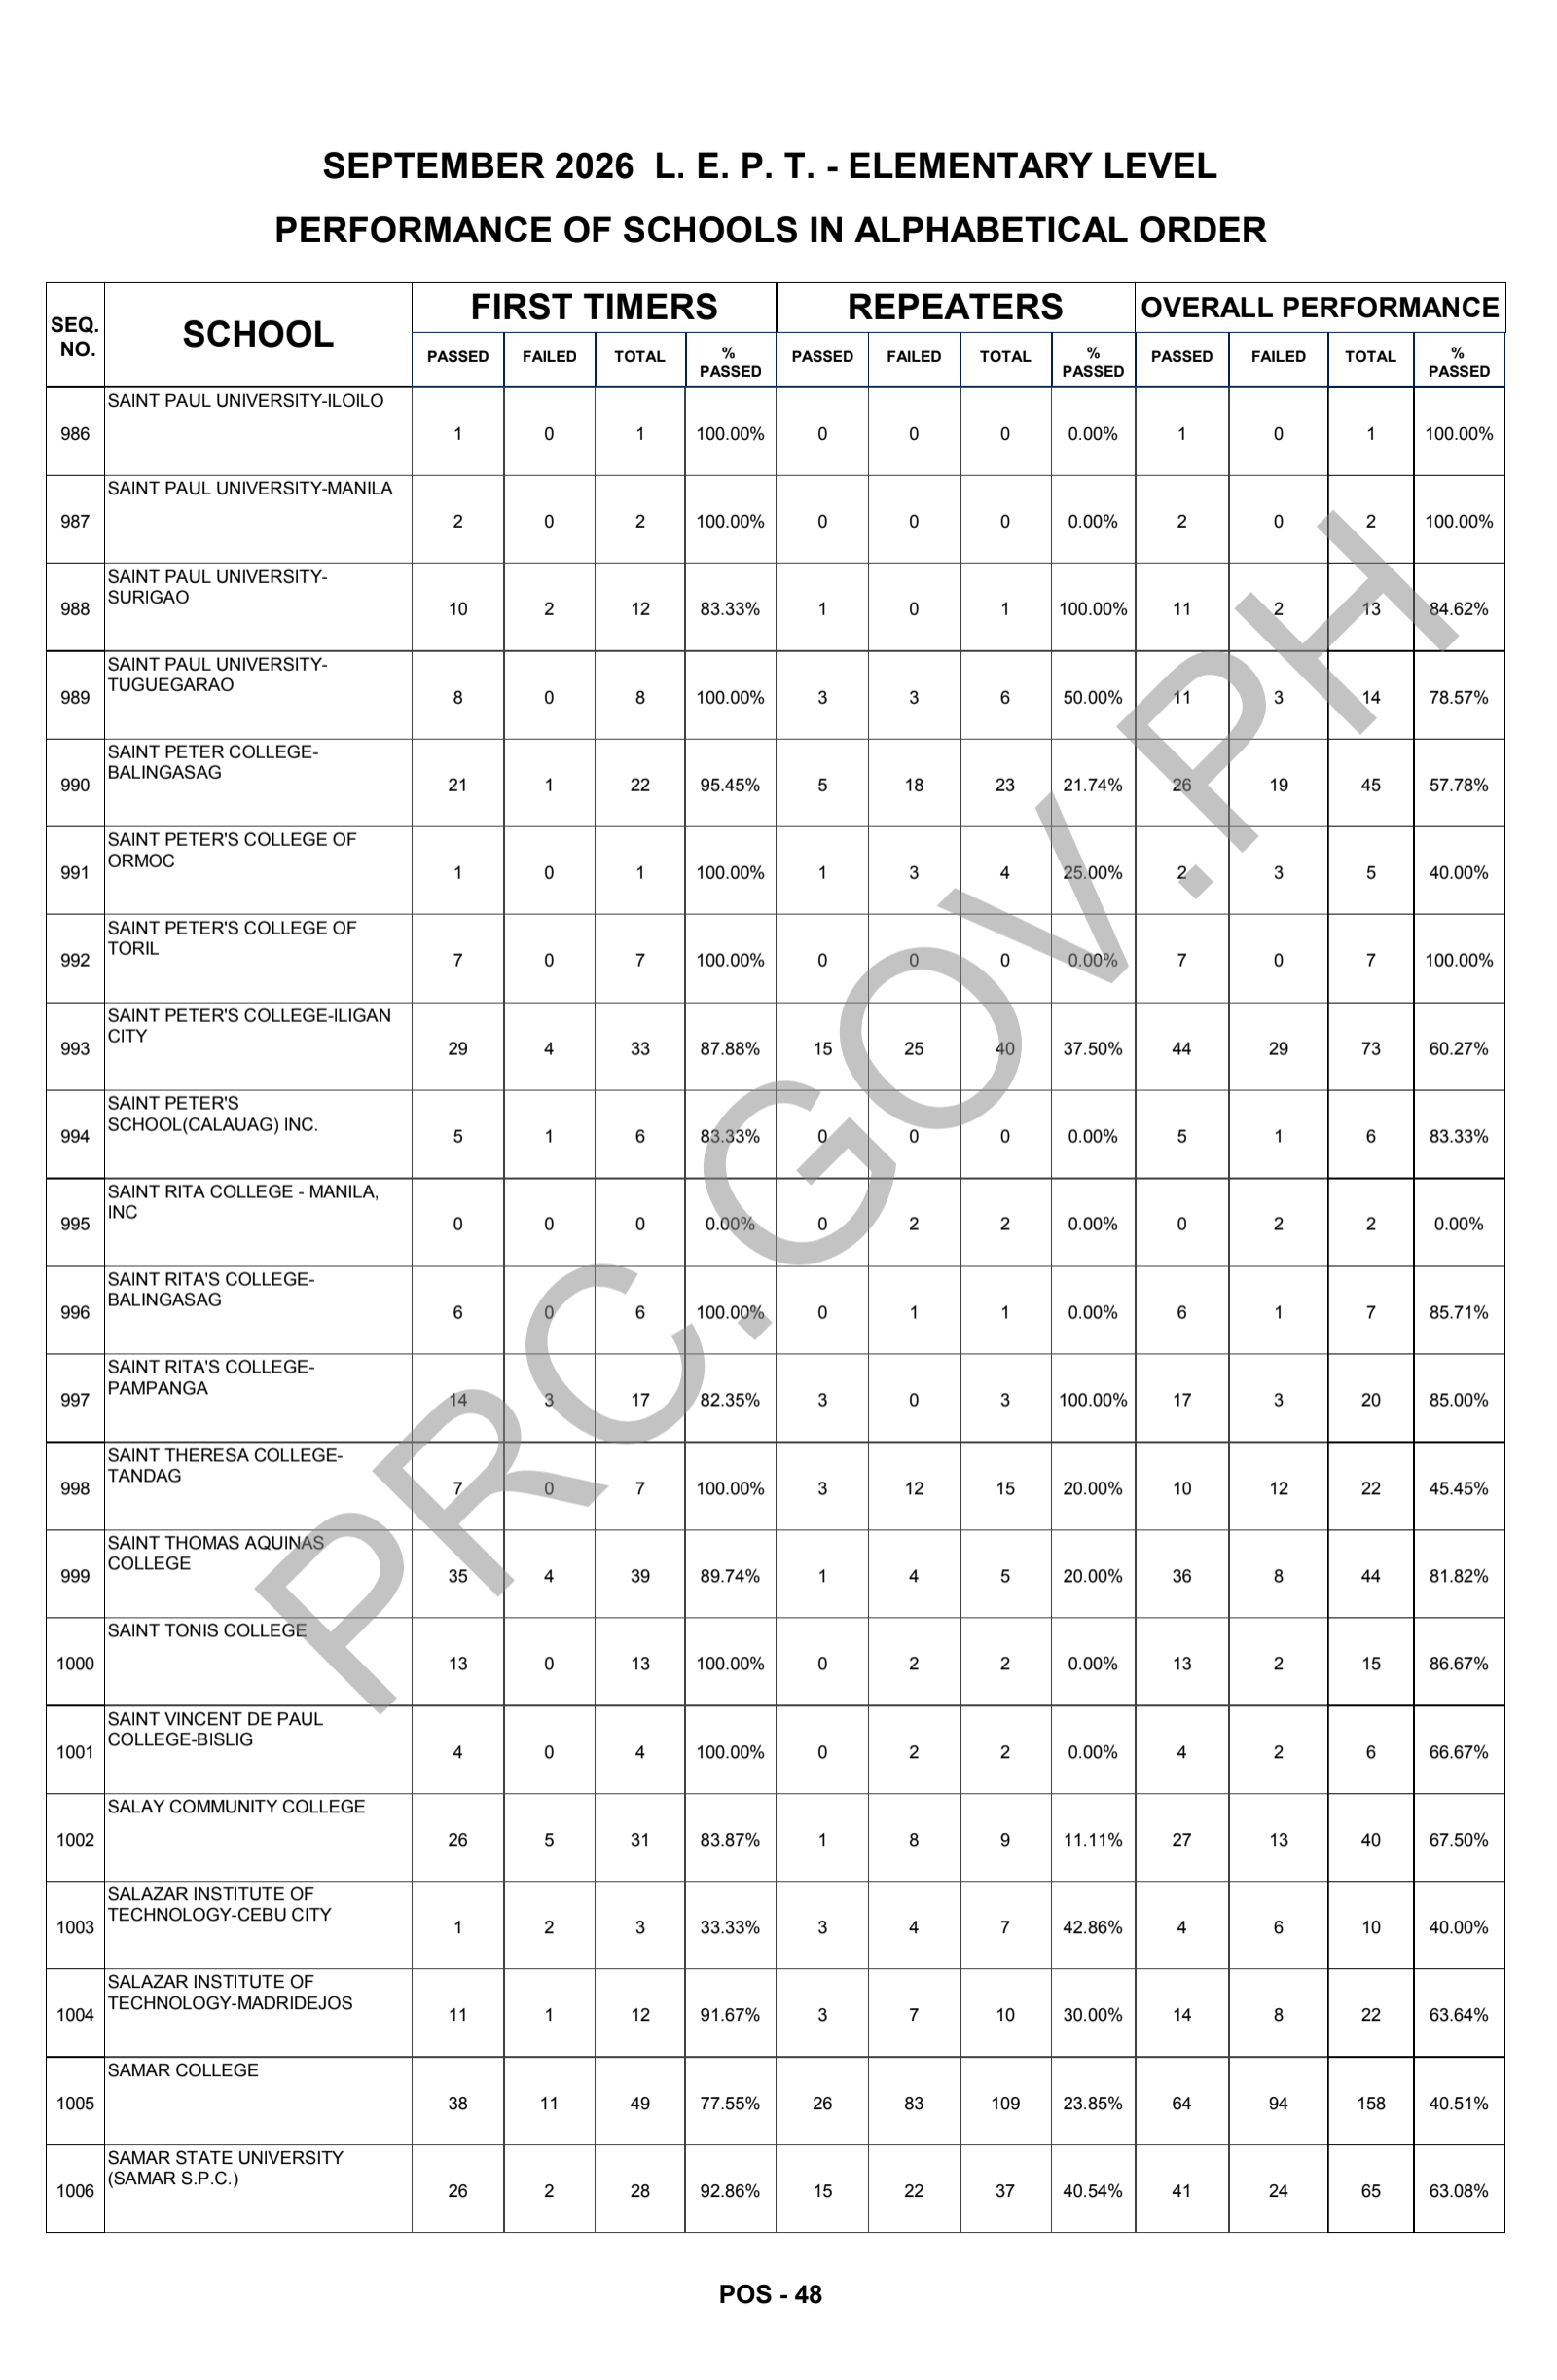 SEPTEMBER 2026  L. E. P. T. - ELEMENTARY LEVEL
PERFORMANCE OF SCHOOLS IN ALPHABETICAL ORDER
SEQ. NO. SCHOOL FIRST TIMERS REPEATERS OVERALL PERFORMANCE
PASSED FAILED TOTAL % PASSED PASSED FAILED TOTAL % PASSED PASSED FAILED TOTAL % PASSED
SAINT PAUL UNIVERSITY-ILOILO
986 1 0 1 100.00% 0 0 0 0.00% 1 0 1 100.00%
SAINT PAUL UNIVERSITY-MANILA
987 2 0 2 100.00% 0 0 0 0.00% 2 0 2 100.00%
SAINT PAUL UNIVERSITY-
SURIGAO
988 10 2 12 83.33% 1 0 1 100.00% 11 2 13 84.62%
SAINT PAUL UNIVERSITY-
TUGUEGARAO
989 8 0 8 100.00% 3 3 6 50.00% 11 3 14 78.57%
SAINT PETER COLLEGE-
BALINGASAG
990 21 1 22 95.45% 5 18 23 21.74% 26 19 45 57.78%
SAINT PETER'S COLLEGE OF
ORMOC
991 1 0 1 100.00% 1 3 4 25.00% 2 3 5 40.00%
SAINT PETER'S COLLEGE OF
TORIL
992 7 0 7 100.00% 0 0 0 0.00% 7 0 7 100.00%
SAINT PETER'S COLLEGE-ILIGAN
CITY
993 29 4 33 87.88% 15 25 40 37.50% 44 29 73 60.27%
SAINT PETER'S
SCHOOL(CALAUAG) INC.
994 5 1 6 83.33% 0 0 0 0.00% 5 1 6 83.33%
SAINT RITA COLLEGE - MANILA,
INC
995 0 0 0 0.00% 0 2 2 0.00% 0 2 2 0.00%
SAINT RITA'S COLLEGE-
BALINGASAG
996 6 0 6 100.00% 0 1 1 0.00% 6 1 7 85.71%
SAINT RITA'S COLLEGE-
PAMPANGA
997 14 3 17 82.35% 3 0 3 100.00% 17 3 20 85.00%
SAINT THERESA COLLEGE-
TANDAG
998 7 0 7 100.00% 3 12 15 20.00% 10 12 22 45.45%
SAINT THOMAS AQUINAS
COLLEGE
999 35 4 39 89.74% 1 4 5 20.00% 36 8 44 81.82%
SAINT TONIS COLLEGE
1000 13 0 13 100.00% 0 2 2 0.00% 13 2 15 86.67%
SAINT VINCENT DE PAUL
COLLEGE-BISLIG
1001 4 0 4 100.00% 0 2 2 0.00% 4 2 6 66.67%
SALAY COMMUNITY COLLEGE
1002 26 5 31 83.87% 1 8 9 11.11% 27 13 40 67.50%
SALAZAR INSTITUTE OF
TECHNOLOGY-CEBU CITY
1003 1 2 3 33.33% 3 4 7 42.86% 4 6 10 40.00%
SALAZAR INSTITUTE OF
TECHNOLOGY-MADRIDEJOS
1004 11 1 12 91.67% 3 7 10 30.00% 14 8 22 63.64%
SAMAR COLLEGE
1005 38 11 49 77.55% 26 83 109 23.85% 64 94 158 40.51%
SAMAR STATE UNIVERSITY
(SAMAR S.P.C.)
1006 26 2 28 92.86% 15 22 37 40.54% 41 24 65 63.08%
PRC.GOV.PH
POS - 48